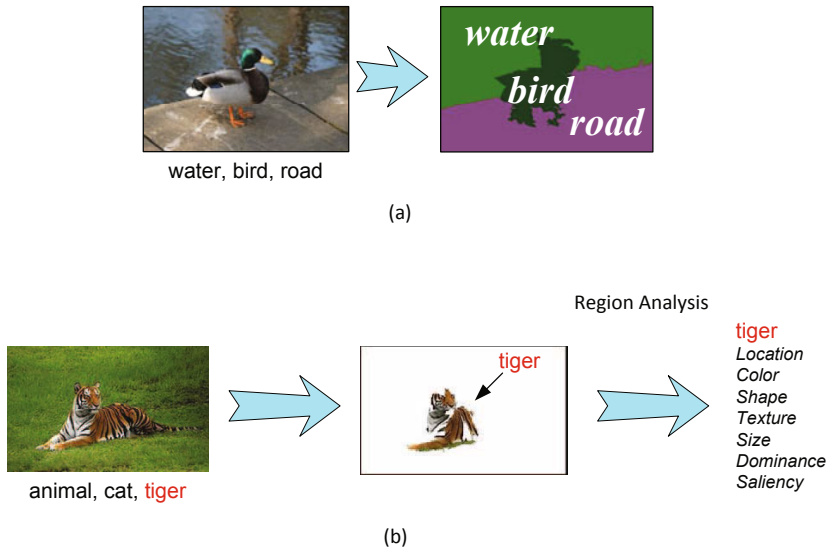 water
bird
road
water, bird, road
(a)
Region Analysis
tiger
tiger
Location
Color
Shape
Texture
Size
Dominance
Saliency
animal, cat, tiger
(b)